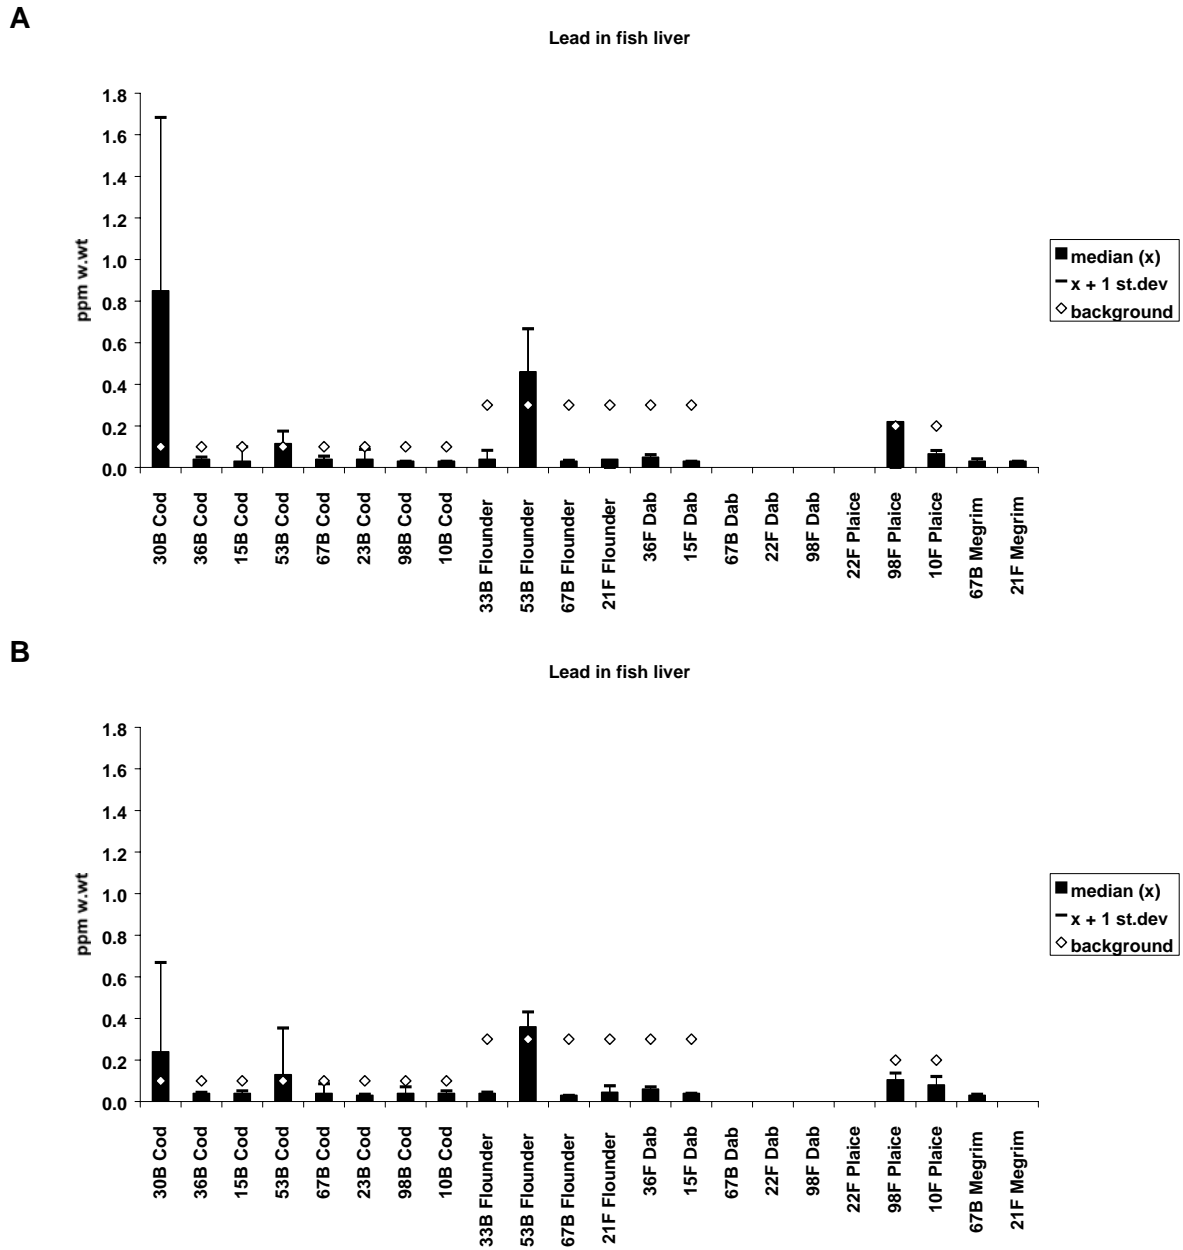 A
Lead in fish liver
1.8
1.6
1.4
1.2
1.0
0.8
0.6
0.4
0.2
0.0
ppm w.wt
30B Cod
36B Cod
15B Cod
53B Cod
67B Cod
23B Cod
98B Cod
10B Cod
33B Flounder
53B Flounder
67B Flounder
21F Flounder
36F Dab
15F Dab
67B Dab
22F Dab
98F Dab
22F Plaice
98F Plaice
10F Plaice
67B Megrim
21F Megrim
median (x)
x + 1 st.dev
background
B
Lead in fish liver
1.8
1.6
1.4
1.2
1.0
0.8
0.6
0.4
0.2
0.0
ppm w.wt
30B Cod
36B Cod
15B Cod
53B Cod
67B Cod
23B Cod
98B Cod
10B Cod
33B Flounder
53B Flounder
67B Flounder
21F Flounder
36F Dab
15F Dab
67B Dab
22F Dab
98F Dab
22F Plaice
98F Plaice
10F Plaice
67B Megrim
21F Megrim
median (x)
x + 1 st.dev
background